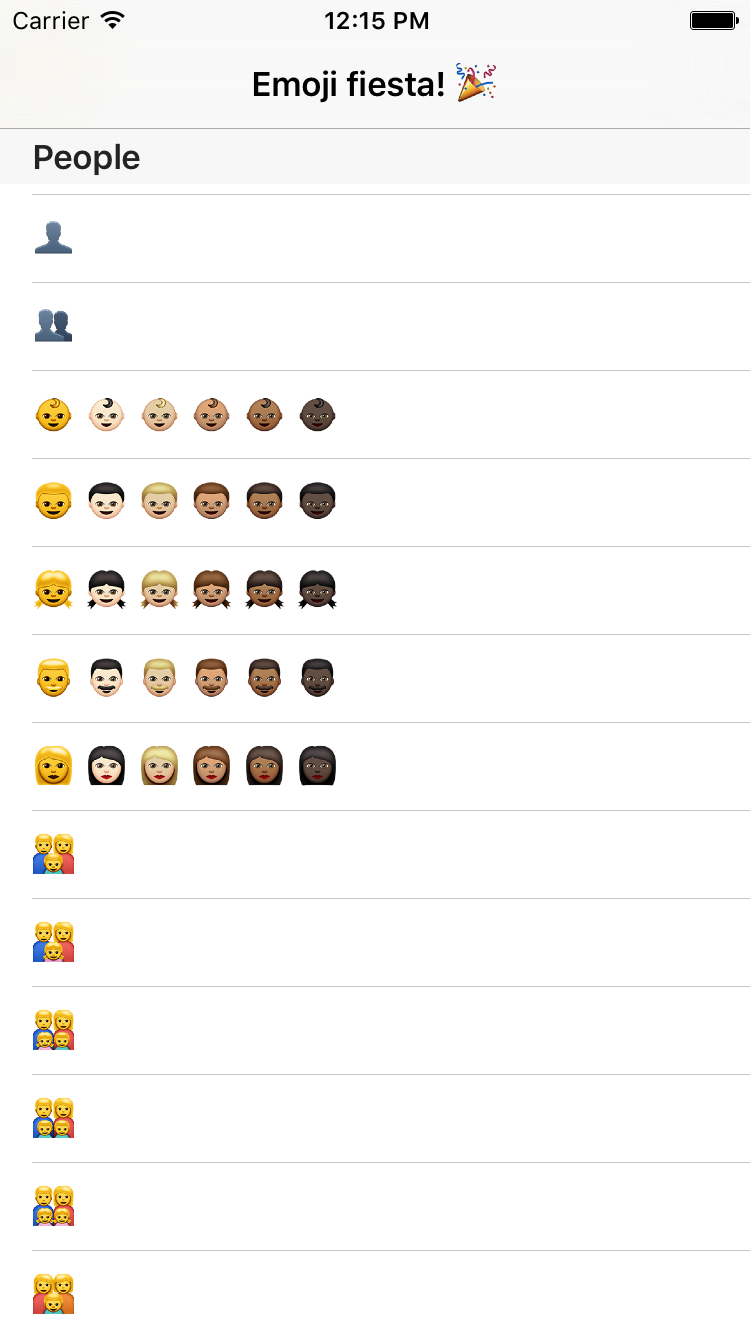 Carrier 12:15 PM
Emoji fiesta! 🎉
People
👤
👥
👶 👶🏻 👶🏼 👶🏽 👶🏾 👶🏿
👦 👦🏻 👦🏼 👦🏽 👦🏾 👦🏿
👧 👧🏻 👧🏼 👧🏽 👧🏾 👧🏿
👨 👨🏻 👨🏼 👨🏽 👨🏾 👨🏿
👩 👩🏻 👩🏼 👩🏽 👩🏾 👩🏿
👨‍👩‍👦
👨‍👩‍👧
👨‍👩‍👧‍👦
👨‍👩‍👦‍👦
👨‍👩‍👧‍👧
👩‍👩‍👦